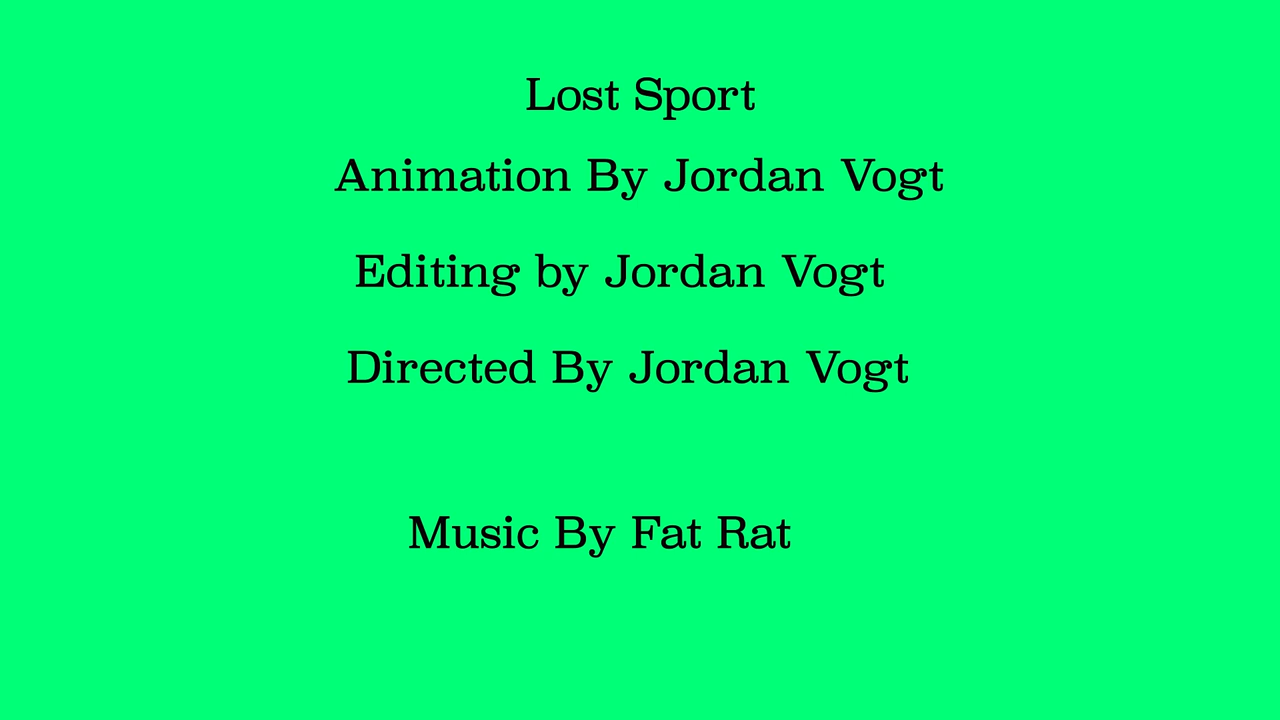 Lost Sport
Animation By Jordan Vogt
Editing by Jordan Vogt
Directed By Jordan Vogt
Music By Fat Rat